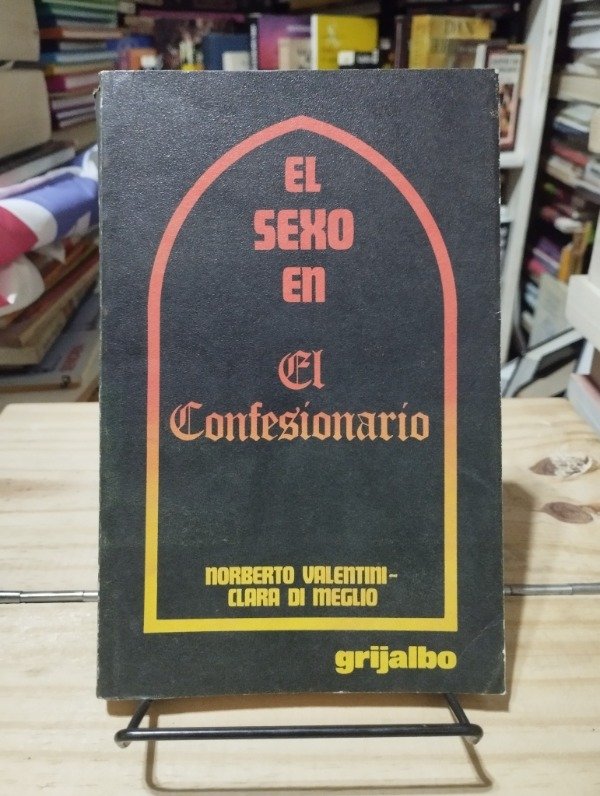 EL
SEXO
EN
El
Confesionario
NORBERTO VALENTINI-
CLARA DI MEGLIO
grijalbo